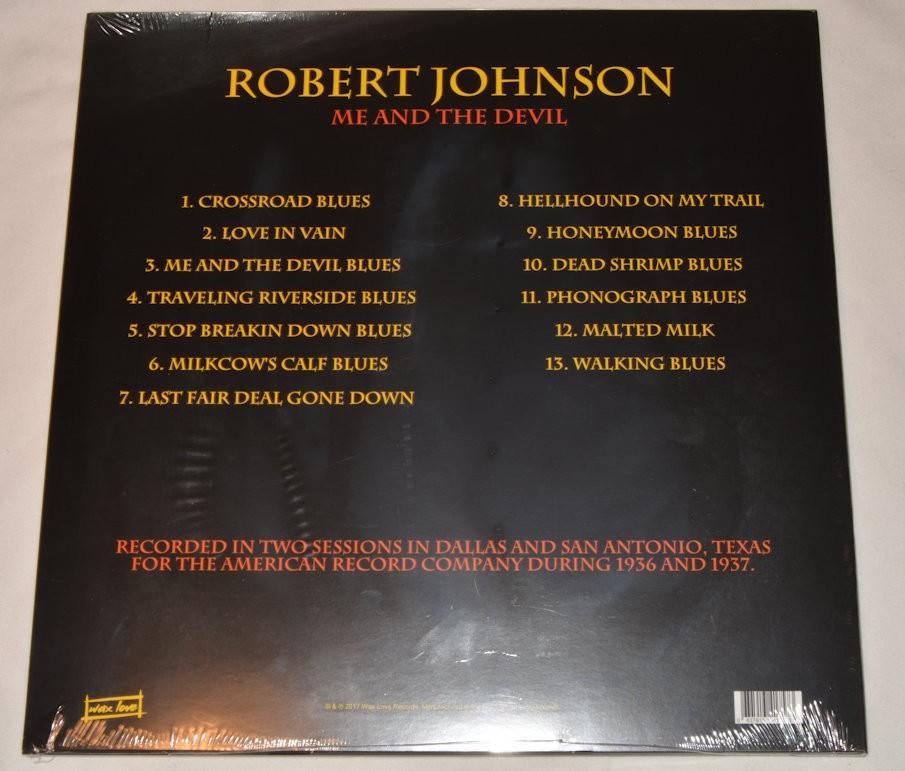 ROBERT JOHNSON
ME AND THE DEVIL
1. CROSSROAD BLUES
2. LOVE IN VAIN
3. ME AND THE DEVIL BLUES
4. TRAVELING RIVERSIDE BLUES
5. STOP BREAKIN DOWN BLUES
6. MILKCOW'S CALF BLUES
7. LAST FAIR DEAL GONE DOWN
8. HELLHOUND ON MY TRAIL
9. HONEYMOON BLUES
10. DEAD SHRIMP BLUES
11. PHONOGRAPH BLUES
12. MALTED MILK
13. WALKING BLUES
RECORDED IN TWO SESSIONS IN DALLAS AND SAN ANTONIO, TEXAS
FOR THE AMERICAN RECORD COMPANY DURING 1936 AND 1937.
wax love
© & ℗ 2017 Wax Love Records.